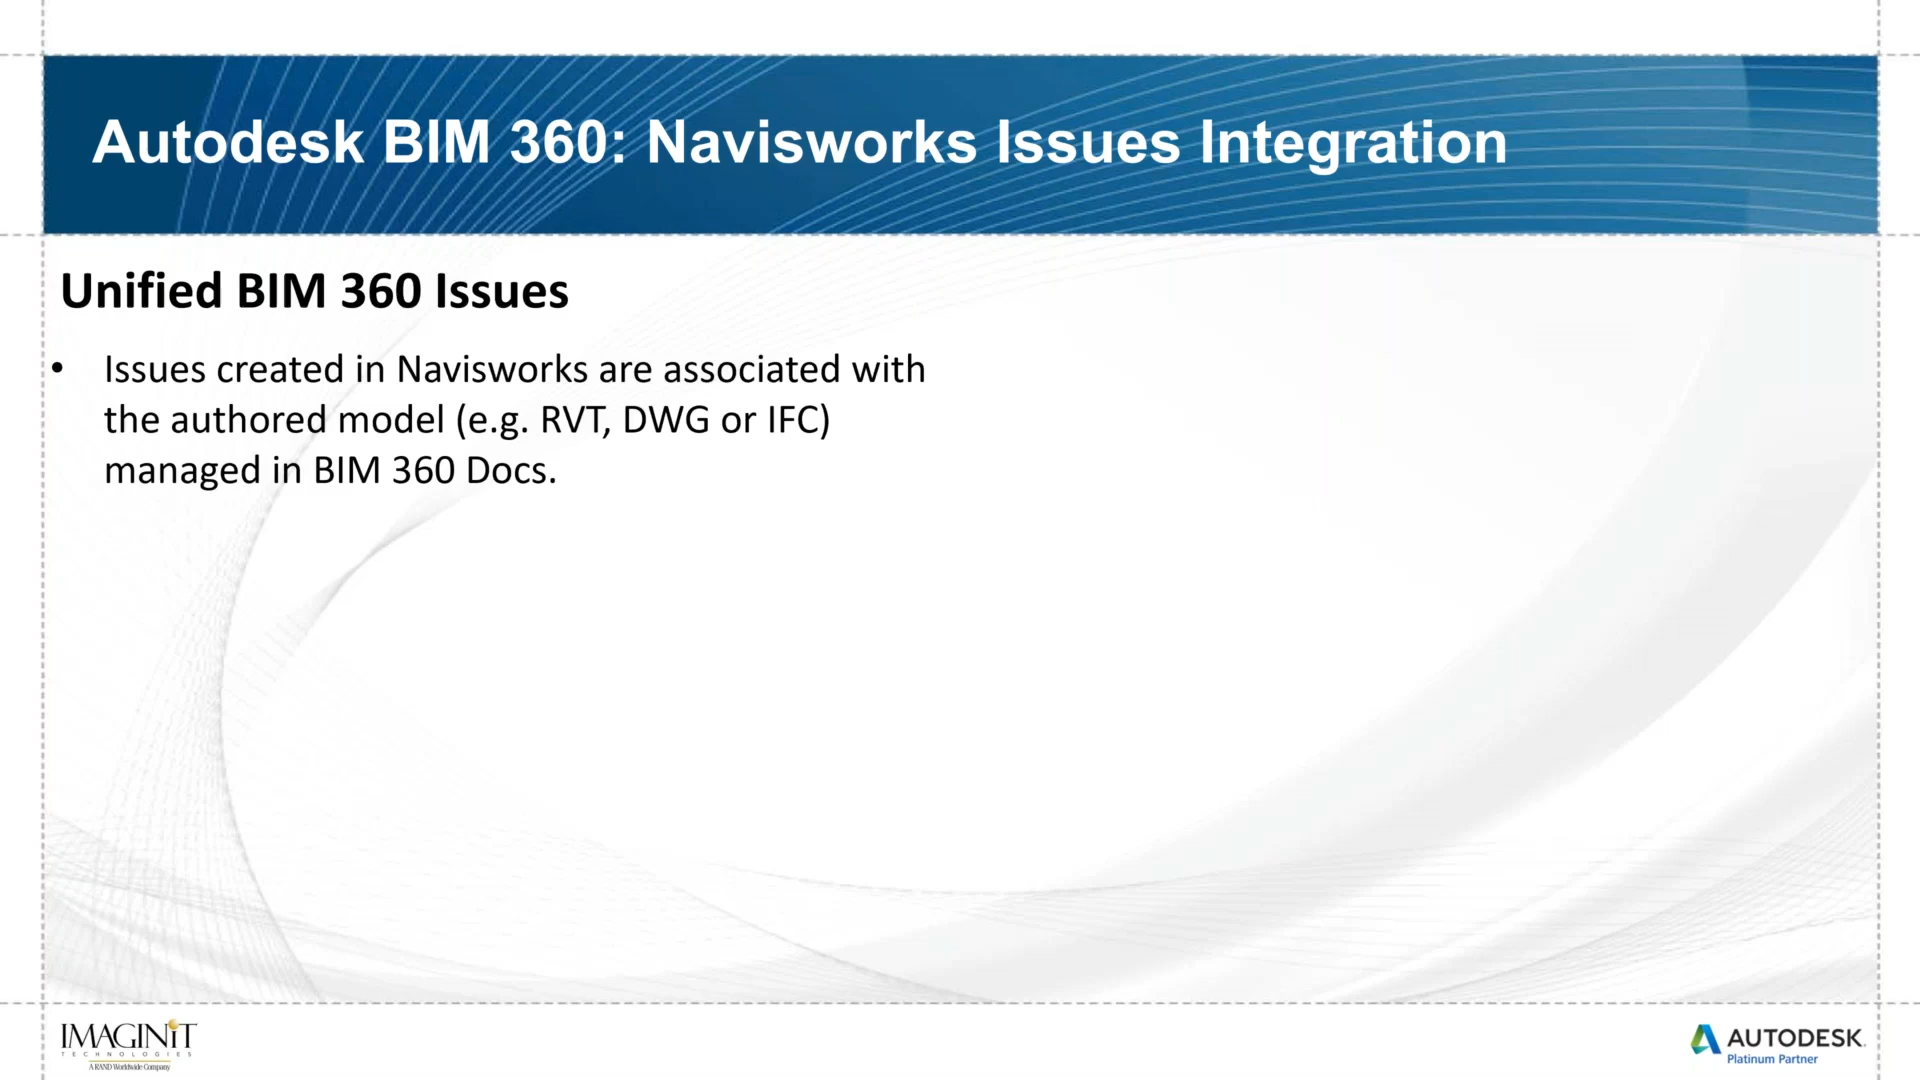 Autodesk BIM 360: Navisworks Issues Integration
Unified BIM 360 Issues
• Issues created in Navisworks are associated with
the authored model (e.g. RVT, DWG or IFC)
managed in BIM 360 Docs.
IMAGINiT
TECHNOLOGIES
A RAND Worldwide Company
AUTODESK.
Platinum Partner